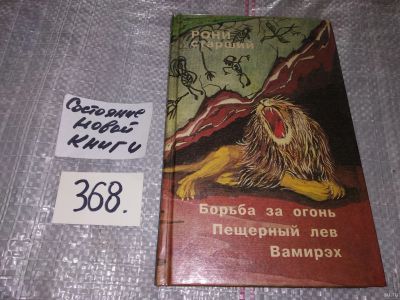 РОНИ
старший
Состояние
новой
книги
368.
Борьба за огонь
Пещерный лев
Вамирэх